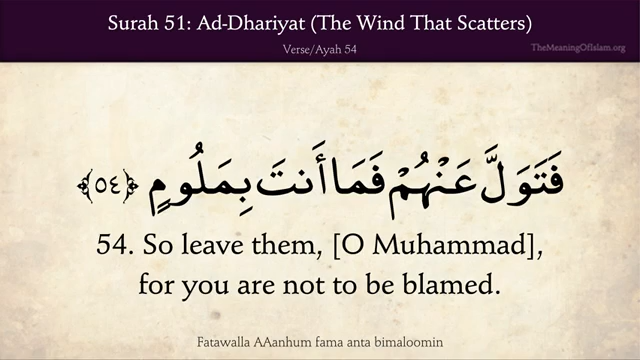 Surah 51: Ad-Dhariyat (The Wind That Scatters)
Verse/Ayah 54
TheMeaningOfIslam.org
فَتَوَلَّ عَنْهُمْ فَمَا أَنتَ بِمَلُومٍ ﴿٥٤﴾
54. So leave them, [O Muhammad],
for you are not to be blamed.
Fatawalla AAanhum fama anta bimaloomin